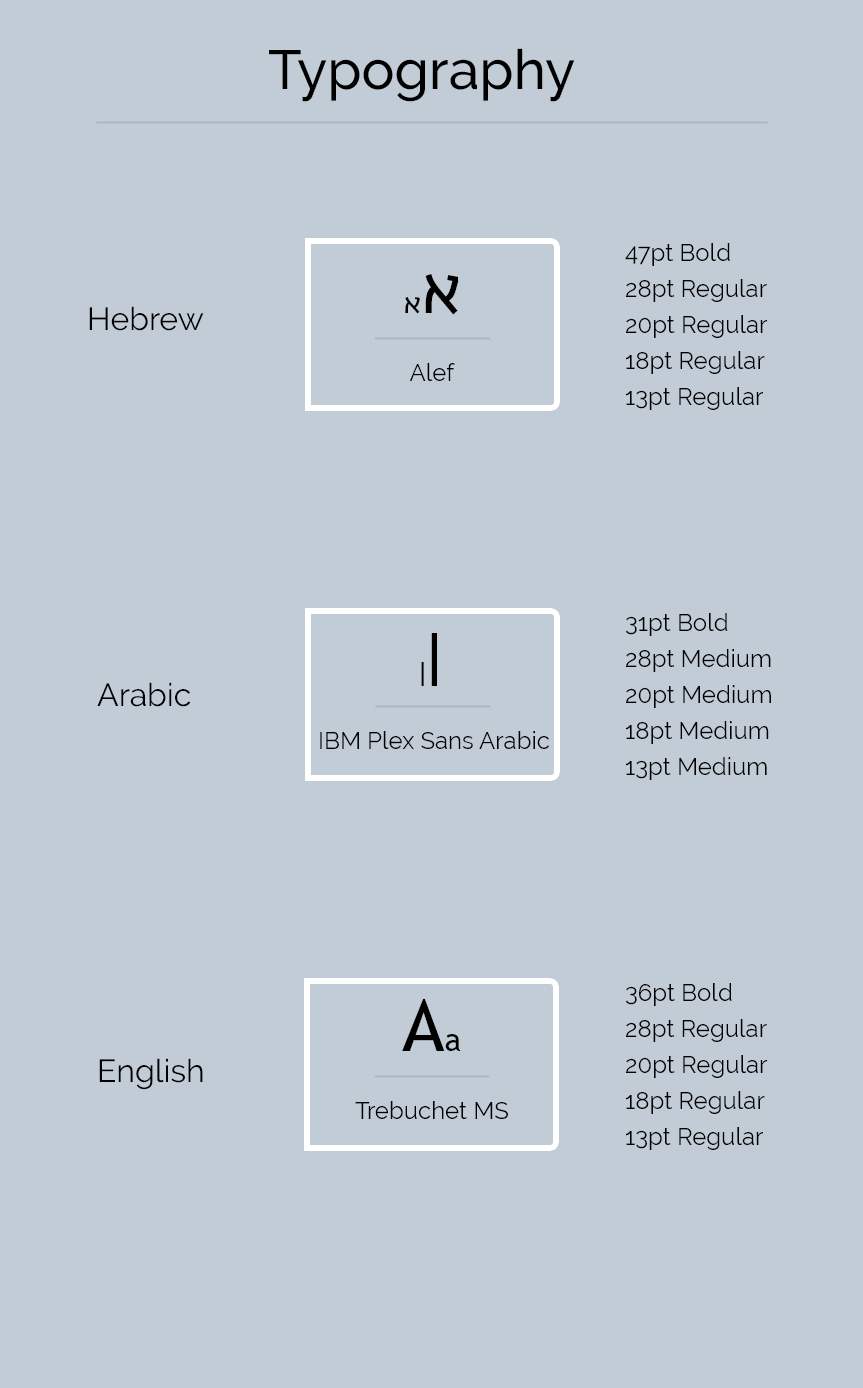 Typography
Hebrew
אא
Alef
47pt Bold
28pt Regular
20pt Regular
18pt Regular
13pt Regular
Arabic
اا
IBM Plex Sans Arabic
31pt Bold
28pt Medium
20pt Medium
18pt Medium
13pt Medium
English
Aa
Trebuchet MS
36pt Bold
28pt Regular
20pt Regular
18pt Regular
13pt Regular